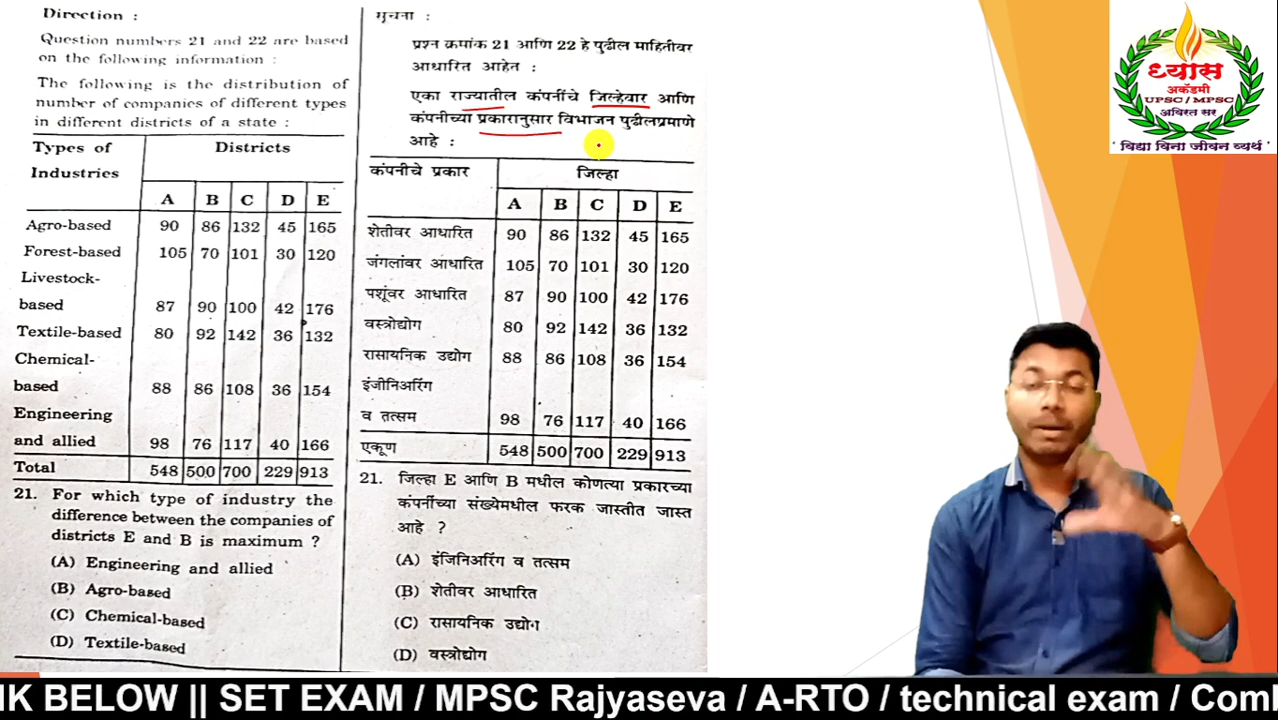 Direction :
Question numbers 21 and 22 are based
on the following information :
The following is the distribution of
number of companies of different types
in different districts of a state :
Types of Industries Districts
A B C D E
Agro-based 90 86 132 45 165
Forest-based 105 70 101 30 120
Livestock-
based 87 90 100 42 176
Textile-based 80 92 142 36 132
Chemical-
based 88 86 108 36 154
Engineering
and allied 98 76 117 40 166
Total 548 500 700 229 913
21. For which type of industry the
difference between the companies of
districts E and B is maximum ?
(A) Engineering and allied
(B) Agro-based
(C) Chemical-based
(D) Textile-based
सूचना :
प्रश्न क्रमांक 21 आणि 22 हे पुढील माहितीवर
आधारित आहेत :
एका राज्यातील कंपनींचे जिल्हेवार आणि
कंपनीच्या प्रकारानुसार विभाजन पुढीलप्रमाणे
आहे :
कंपनीचे प्रकार जिल्हा
A B C D E
शेतीवर आधारित 90 86 132 45 165
जंगलांवर आधारित 105 70 101 30 120
पशूंवर आधारित 87 90 100 42 176
वस्त्रोद्योग 80 92 142 36 132
रासायनिक उद्योग 88 86 108 36 154
इंजीनिअरिंग
व तत्सम 98 76 117 40 166
एकूण 548 500 700 229 913
21. जिल्हा E आणि B मधील कोणत्या प्रकारच्या
कंपनींच्या संख्येमधील फरक जास्तीत जास्त
आहे ?
(A) इंजिनिअरिंग व तत्सम
(B) शेतीवर आधारित
(C) रासायनिक उद्योग
(D) वस्त्रोद्योग
ध्यास
अकॅडमी
UPSC / MPSC
अविरत सर
' विद्या विना जीवन व्यर्थ '
NK BELOW || SET EXAM / MPSC Rajyaseva / A-RTO / technical exam / Coml